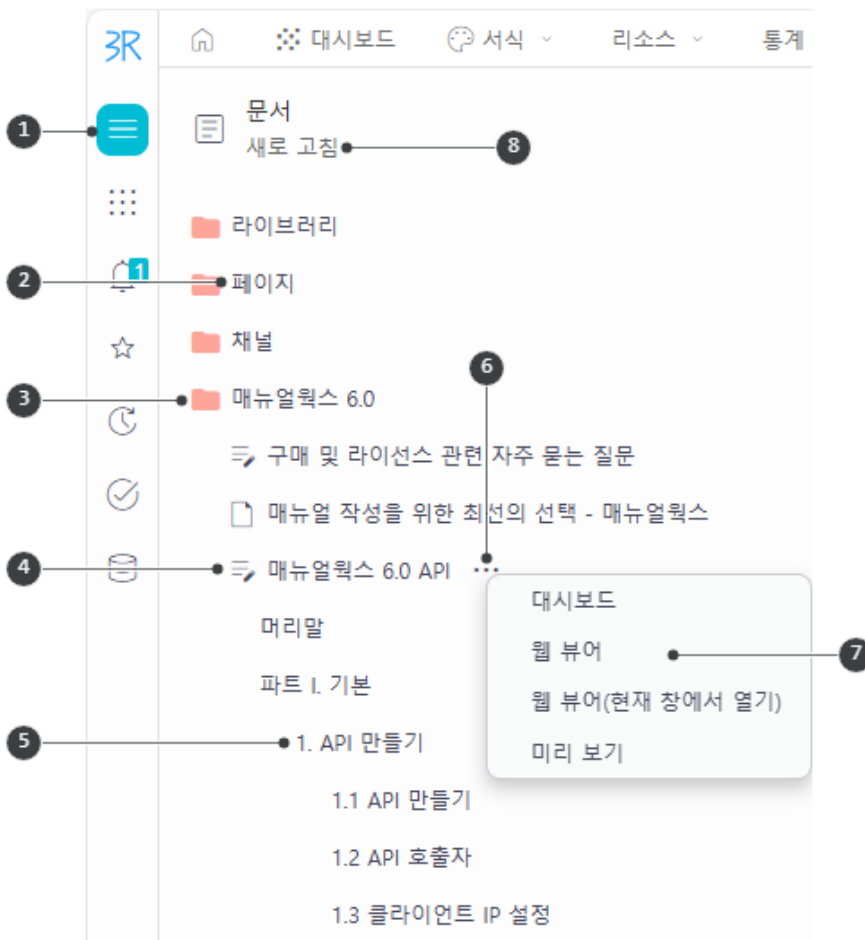 3R
대시보드 서식 리소스 통계
문서
1
새로 고침
8
라이브러리
1
2
페이지
채널
6
3
매뉴얼웍스 6.0
구매 및 라이선스 관련 자주 묻는 질문
매뉴얼 작성을 위한 최선의 선택 - 매뉴얼웍스
4
매뉴얼웍스 6.0 API ···
대시보드
머리말
웹 뷰어
7
파트 I. 기본
웹 뷰어(현재 창에서 열기)
5
1. API 만들기
미리 보기
1.1 API 만들기
1.2 API 호출자
1.3 클라이언트 IP 설정